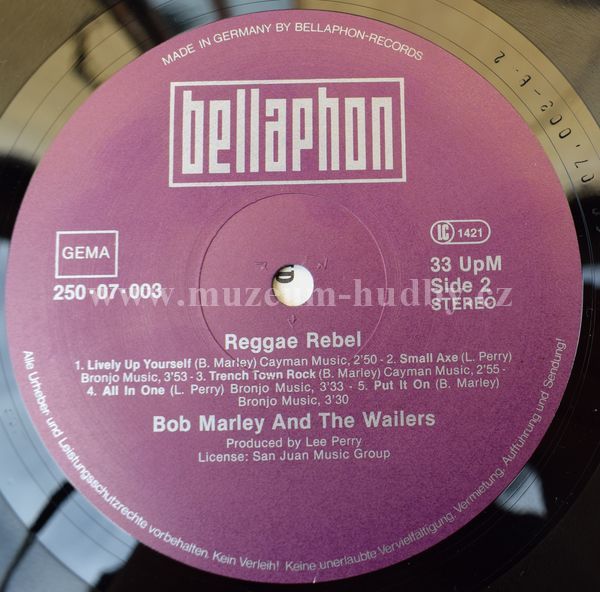 MADE IN GERMANY BY BELLAPHON-RECORDS
bellaphon
GEMA
250·07·003
LC 1421
33 UpM
Side 2
STEREO
www.muzeum-hudby.cz
Reggae Rebel
1. Lively Up Yourself (B. Marley) Cayman Music, 2'50 - 2. Small Axe (L. Perry)
Bronjo Music, 3'53 - 3. Trench Town Rock (B. Marley) Cayman Music, 2'55 -
4. All In One (L. Perry) Bronjo Music, 3'33 - 5. Put It On (B. Marley)
Bronjo Music, 3'30
Bob Marley And The Wailers
Produced by Lee Perry
License: San Juan Music Group
Alle Urheber und Leistungsschutzrechte vorbehalten. Kein Verleih! Keine unerlaubte Vervielfältigung, Vermietung, Aufführung und Sendung!